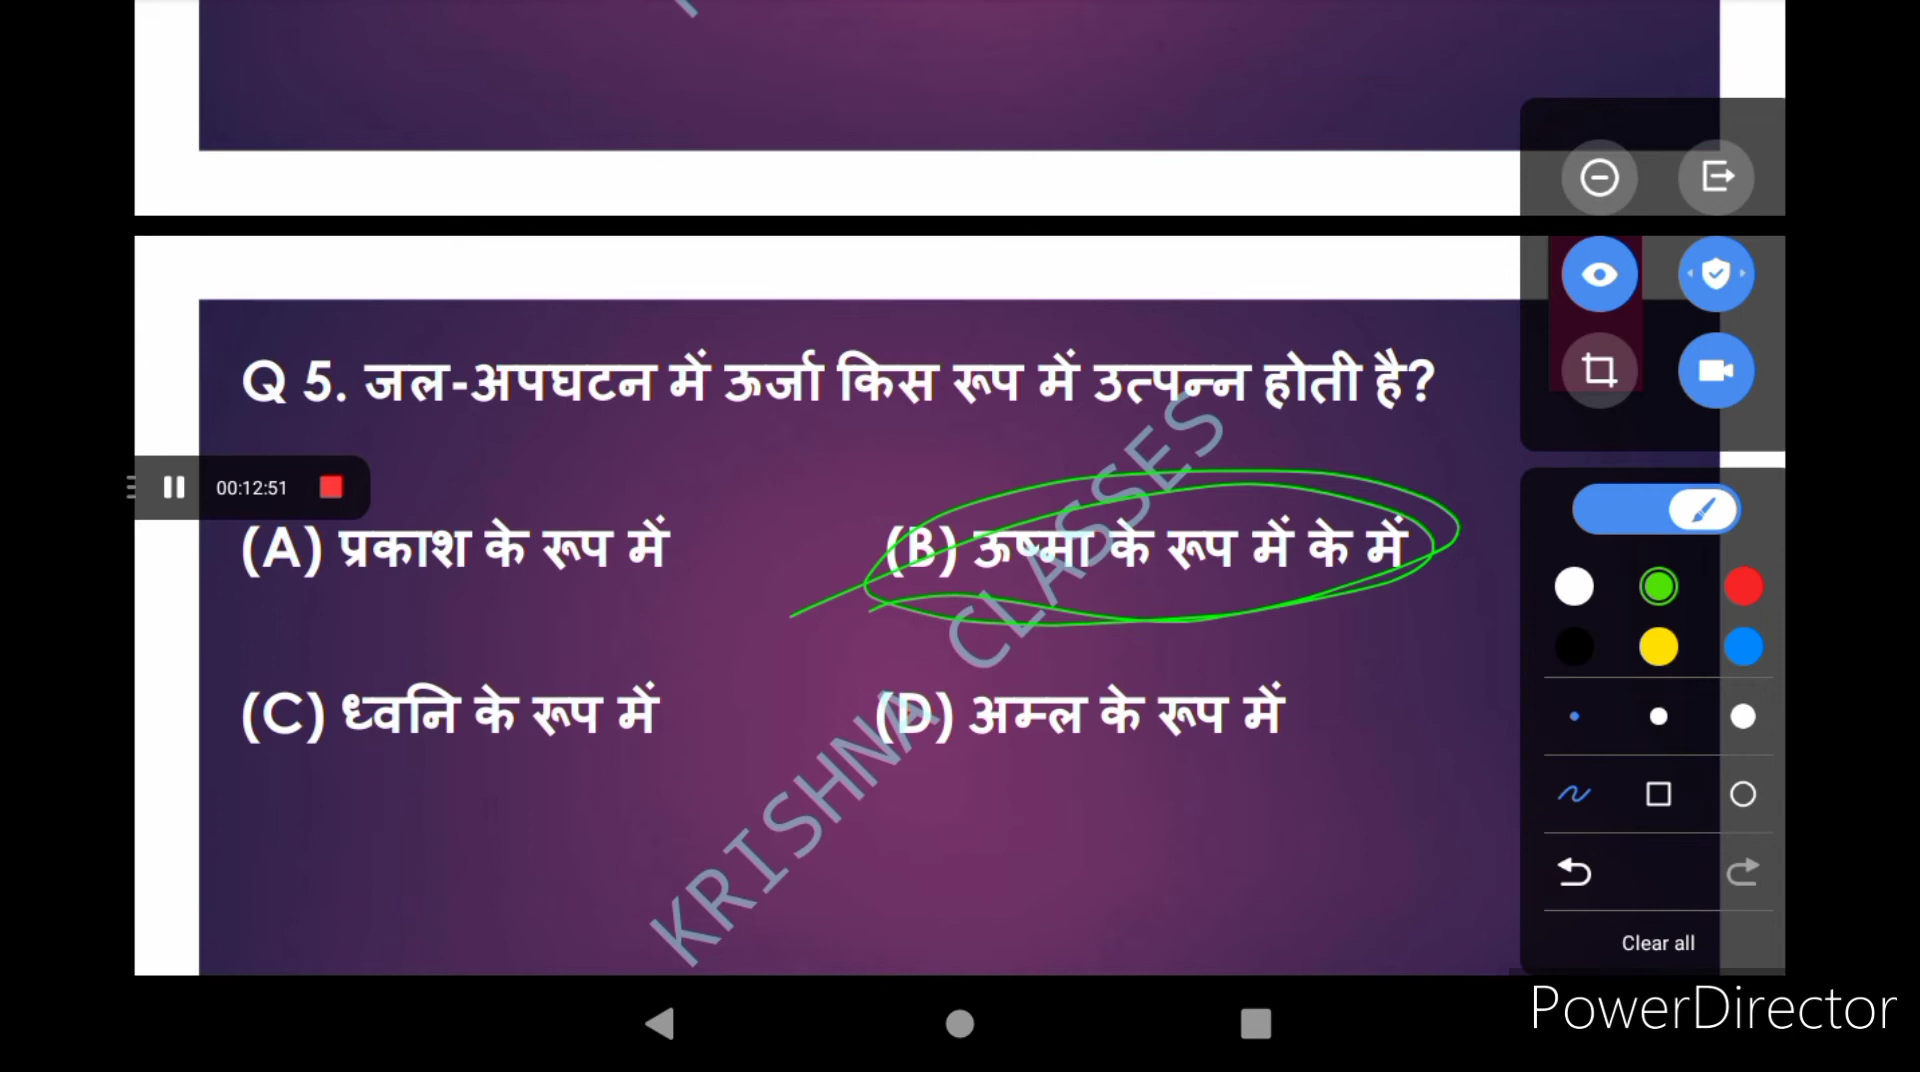 Q 5. जल-अपघटन में ऊर्जा किस रूप में उत्पन्न होती है?
00:12:51
(A) प्रकाश के रूप में
(B) ऊष्मा के रूप में के में
(C) ध्वनि के रूप में
(D) अम्ल के रूप में
KRISHNA CLASSES
Clear all
PowerDirector